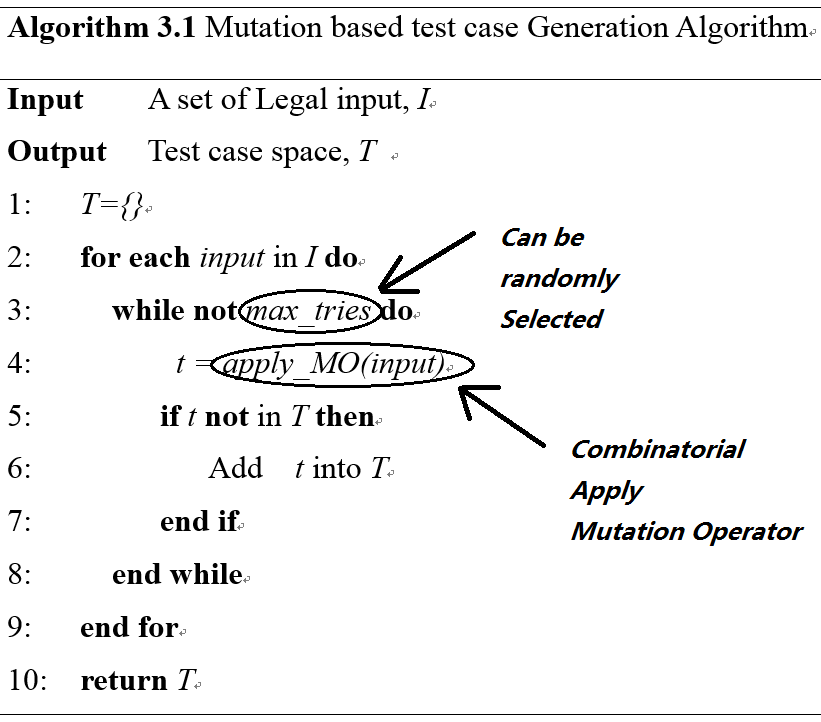 Algorithm 3.1 Mutation based test case Generation Algorithm
Input A set of Legal input, I
Output Test case space, T
1: T={}
2: for each input in I do
3: while not max_tries do
4: t = apply_MO(input)
5: if t not in T then
6: Add t into T
7: end if
8: end while
9: end for
10: return T
Can be
randomly
Selected
Combinatorial
Apply
Mutation Operator